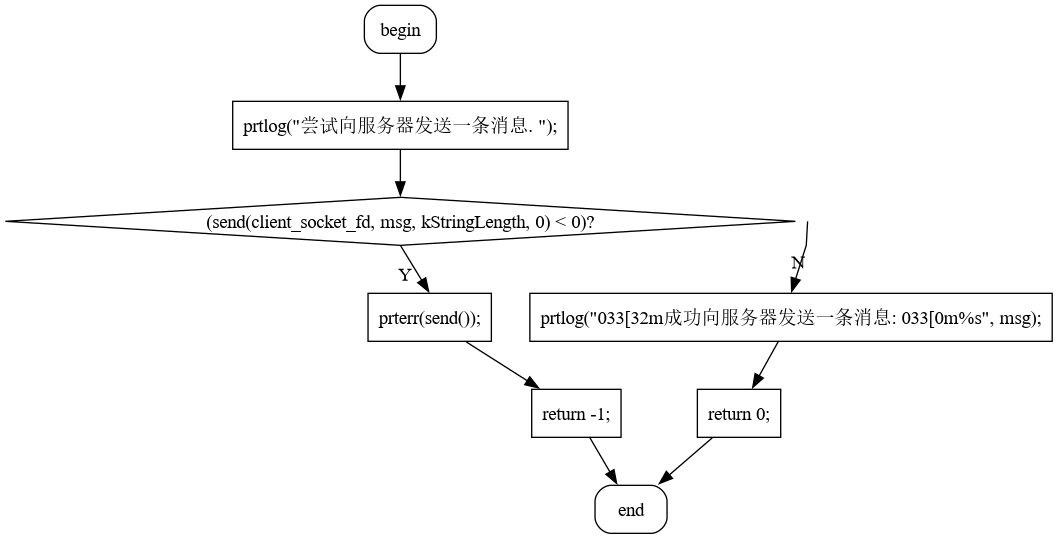 begin
prtlog("尝试向服务器发送一条消息. ");
(send(client_socket_fd, msg, kStringLength, 0) < 0)?
N
Y
prterr(send());
prtlog("033[32m成功向服务器发送一条消息: 033[0m%s", msg);
return -1;
return 0;
end